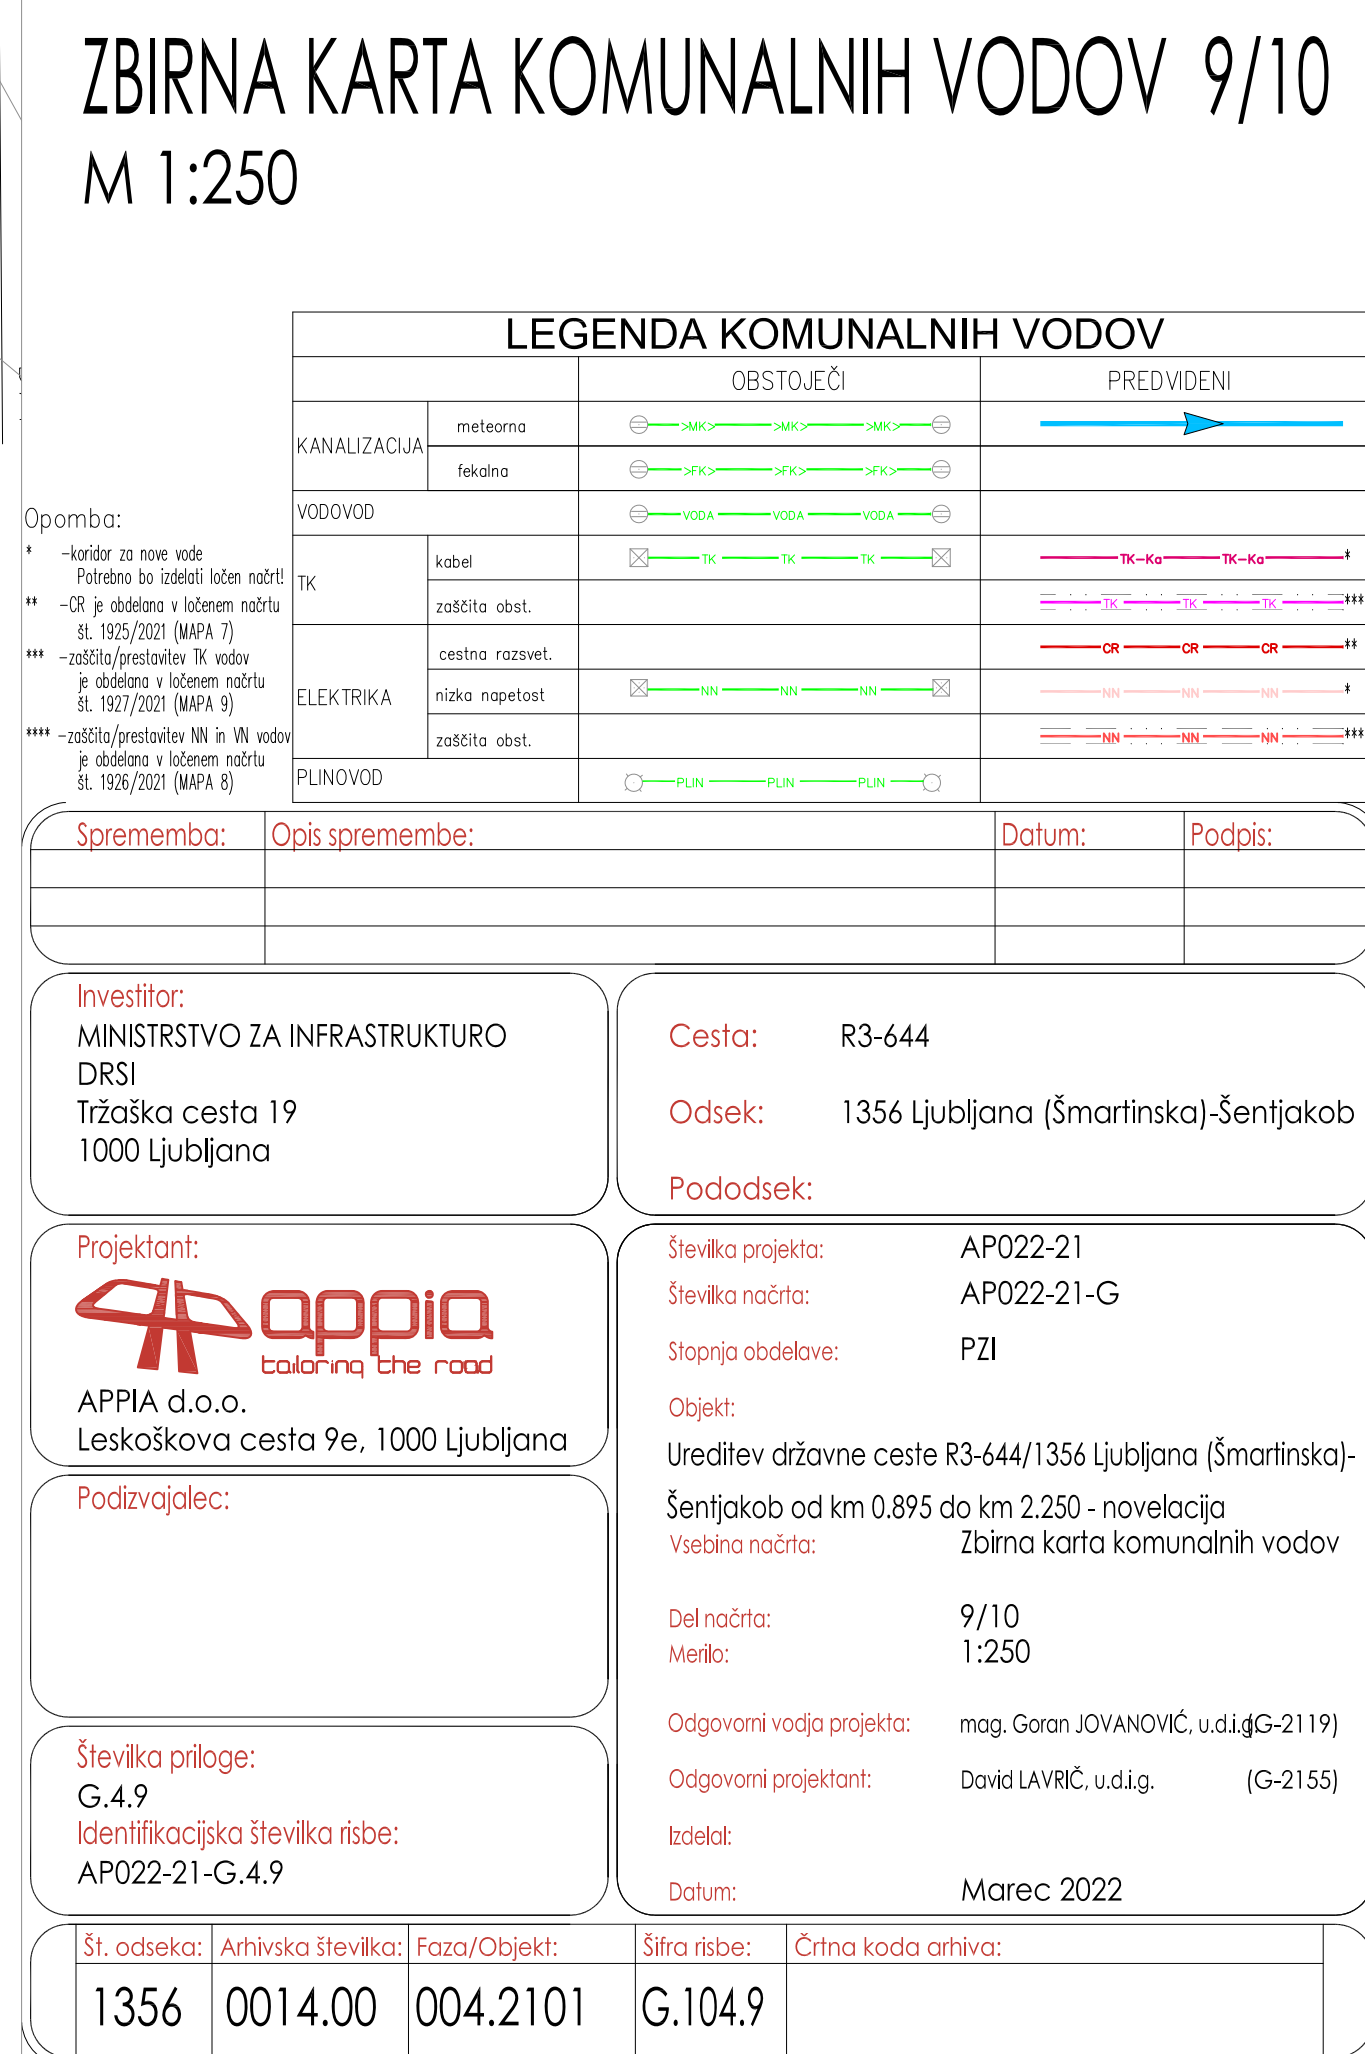 ZBIRNA KARTA KOMUNALNIH VODOV 9/10
M 1:250
LEGENDA KOMUNALNIH VODOV
OBSTOJEČI PREDVIDENI
KANALIZACIJA
meteorna >MK> >MK> >MK>
fekalna >FK> >FK> >FK>
VODOVOD VODA VODA VODA
TK
kabel TK TK TK TK-Ka TK-Ka *
zaščita obst. TK TK TK ***
ELEKTRIKA
cestna razsvet. CR CR CR **
nizka napetost NN NN NN NN NN NN *
zaščita obst. NN NN NN ***
PLINOVOD PLIN PLIN PLIN
Opomba:
* -koridor za nove vode
Potrebno bo izdelati ločen načrt!
** -CR je obdelana v ločenem načrtu
št. 1925/2021 (MAPA 7)
*** -zaščita/prestavitev TK vodov
je obdelana v ločenem načrtu
št. 1927/2021 (MAPA 9)
**** -zaščita/prestavitev NN in VN vodov
je obdelana v ločenem načrtu
št. 1926/2021 (MAPA 8)
Sprememba: Opis spremembe: Datum: Podpis:
Investitor:
MINISTRSTVO ZA INFRASTRUKTURO
DRSI
Tržaška cesta 19
1000 Ljubljana
Cesta: R3-644
Odsek: 1356 Ljubljana (Šmartinska)-Šentjakob
Pododsek:
Projektant:
appia
tailoring the road
APPIA d.o.o.
Leskoškova cesta 9e, 1000 Ljubljana
Podizvajalec:
Številka priloge:
G.4.9
Identifikacijska številka risbe:
AP022-21-G.4.9
Številka projekta: AP022-21
Številka načrta: AP022-21-G
Stopnja obdelave: PZI
Objekt:
Ureditev državne ceste R3-644/1356 Ljubljana (Šmartinska)-
Šentjakob od km 0.895 do km 2.250 - novelacija
Vsebina načrta: Zbirna karta komunalnih vodov
Del načrta: 9/10
Merilo: 1:250
Odgovorni vodja projekta: mag. Goran JOVANOVIĆ, u.d.i.g. (G-2119)
Odgovorni projektant: David LAVRIČ, u.d.i.g. (G-2155)
Izdelal:
Datum: Marec 2022
Št. odseka: Arhivska številka: Faza/Objekt: Šifra risbe: Črtna koda arhiva:
1356 0014.00 004.2101 G.104.9